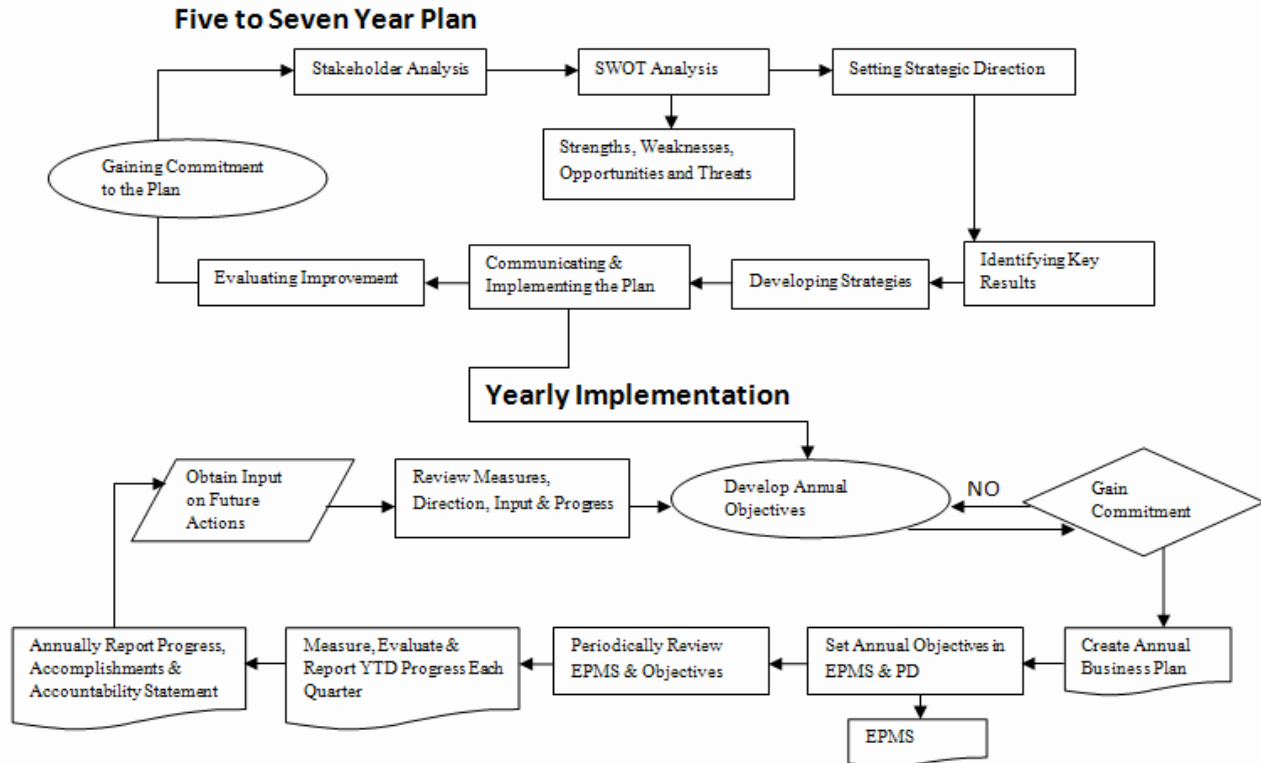 Five to Seven Year Plan
Stakeholder Analysis
SWOT Analysis
Setting Strategic Direction
Strengths, Weaknesses,
Opportunities and Threats
Gaining Commitment
to the Plan
Evaluating Improvement
Communicating &
Implementing the Plan
Developing Strategies
Identifying Key
Results
Yearly Implementation
Obtain Input
on Future
Actions
Review Measures,
Direction, Input & Progress
Develop Annual
Objectives
NO
Gain
Commitment
Annually Report Progress,
Accomplishments &
Accountability Statement
Measure, Evaluate &
Report YTD Progress Each
Quarter
Periodically Review
EPMS & Objectives
Set Annual Objectives in
EPMS & PD
Create Annual
Business Plan
EPMS